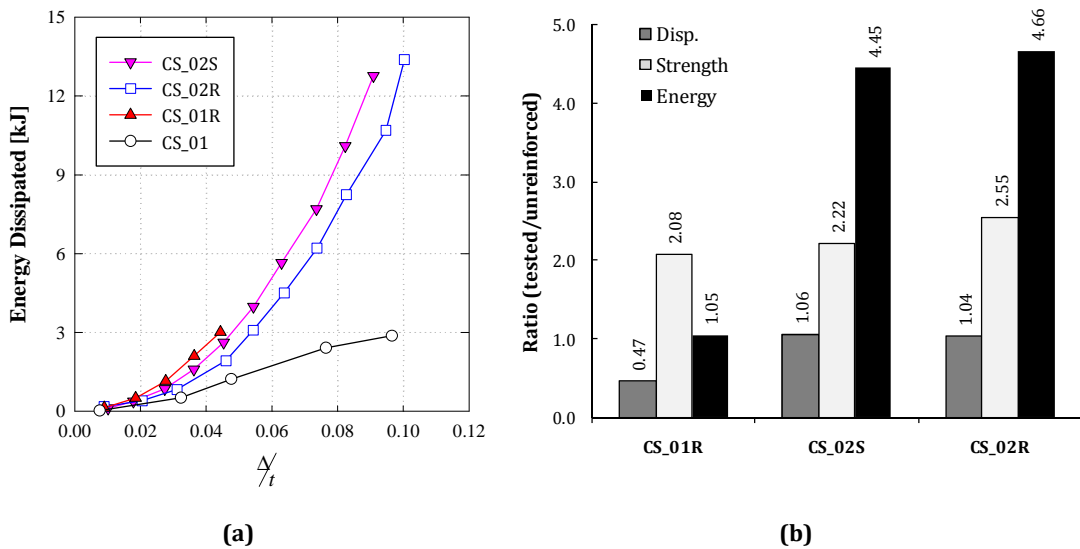 15
12
9
6
3
0
Energy Dissipated [kJ]
CS_02S
CS_02R
CS_01R
CS_01
0.00 0.02 0.04 0.06 0.08 0.10 0.12
Δ/t
(a)
5.0
4.0
3.0
2.0
1.0
0.0
Ratio (tested/unreinforced)
Disp.
Strength
Energy
0.47
2.08
1.05
1.06
2.22
4.45
1.04
2.55
4.66
CS_01R CS_02S CS_02R
(b)